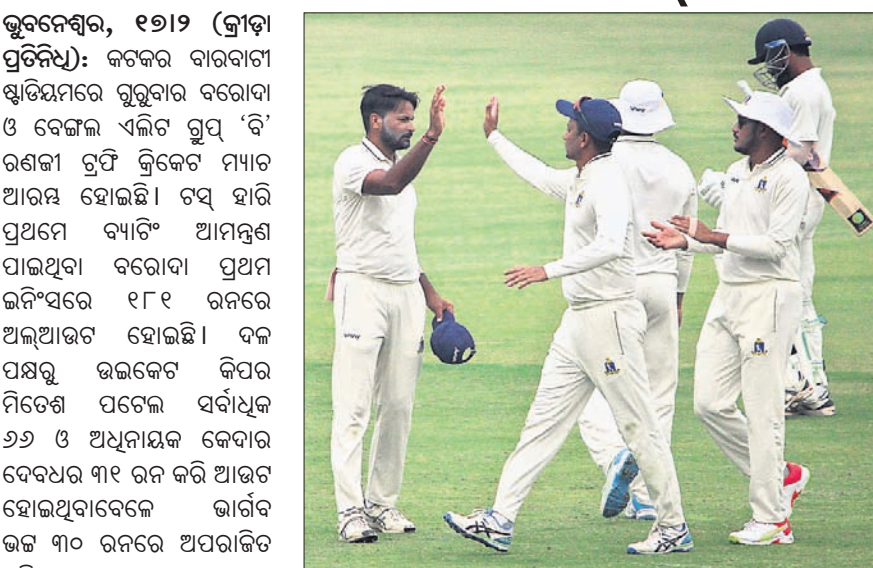 ଭୁବନେଶ୍ୱର, ୧୭।୨ (କ୍ରୀଡ଼ା
ପ୍ରତିନିଧି): କଟକର ବାରବାଟୀ
ଷ୍ଟାଡିୟମରେ ଗୁରୁବାର ବରୋଦା
ଓ ବେଙ୍ଗଲ ଏଲିଟ ଗ୍ରୁପ୍ ‘ବି’
ରଣଜୀ ଟ୍ରଫି କ୍ରିକେଟ ମ୍ୟାଚ
ଆରମ୍ଭ ହୋଇଛି। ଟସ୍ ହାରି
ପ୍ରଥମେ ବ୍ୟାଟିଂ ଆମନ୍ତ୍ରଣ
ପାଇଥିବା ବରୋଦା ପ୍ରଥମ
ଇନିଂସରେ ୧୮୧ ରନରେ
ଅଲ୍ଆଉଟ ହୋଇଛି। ଦଳ
ପକ୍ଷରୁ ଉଇକେଟ କିପର
ମିତେଶ ପଟେଲ ସର୍ବାଧିକ
୬୬ ଓ ଅଧିନାୟକ କେଦାର
ଦେବଧର ୩୧ ରନ କରି ଆଉଟ
ହୋଇଥିବାବେଳେ ଭାର୍ଗବ
ଭଟ୍ଟ ୩୦ ରନରେ ଅପରାଜିତ